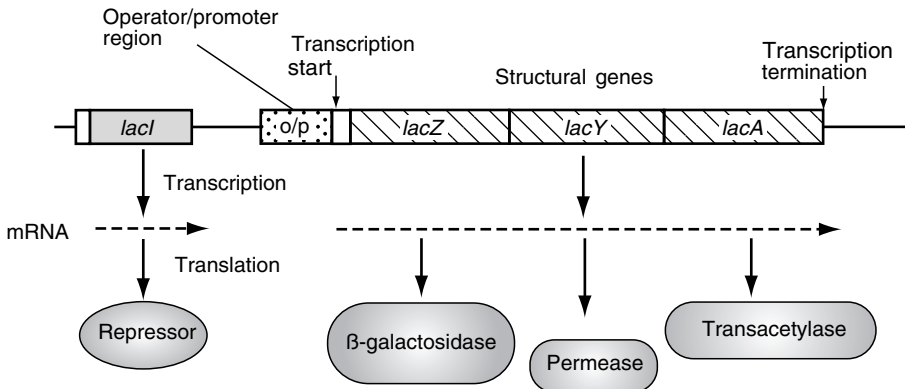 Operator/promoter
region
Transcription
start
Structural genes
Transcription
termination
lacI
o/p
lacZ
lacY
lacA
Transcription
mRNA
Translation
Repressor
ß-galactosidase
Permease
Transacetylase